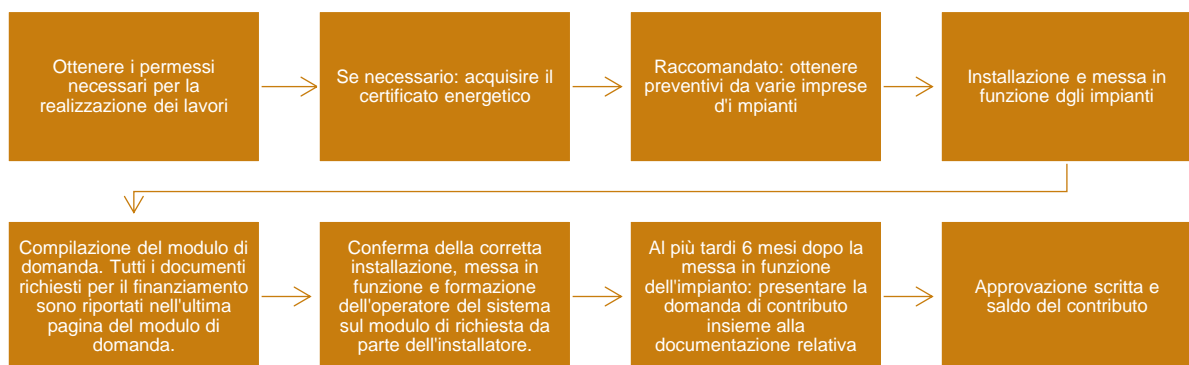 Ottenere i permessi
necessari per la
realizzazione dei lavori
Se necessario: acquisire il
certificato energetico
Raccomandato: ottenere
preventivi da varie imprese
d'i mpianti
Installazione e messa in
funzione dgli impianti
Compilazione del modulo di
domanda. Tutti i documenti
richiesti per il finanziamento
sono riportati nell'ultima
pagina del modulo di
domanda.
Conferma della corretta
installazione, messa in
funzione e formazione
dell'operatore del sistema
sul modulo di richiesta da
parte dell'installatore.
Al più tardi 6 mesi dopo la
messa in funzione
dell'impianto: presentare la
domanda di contributo
insieme alla
documentazione relativa
Approvazione scritta e
saldo del contributo